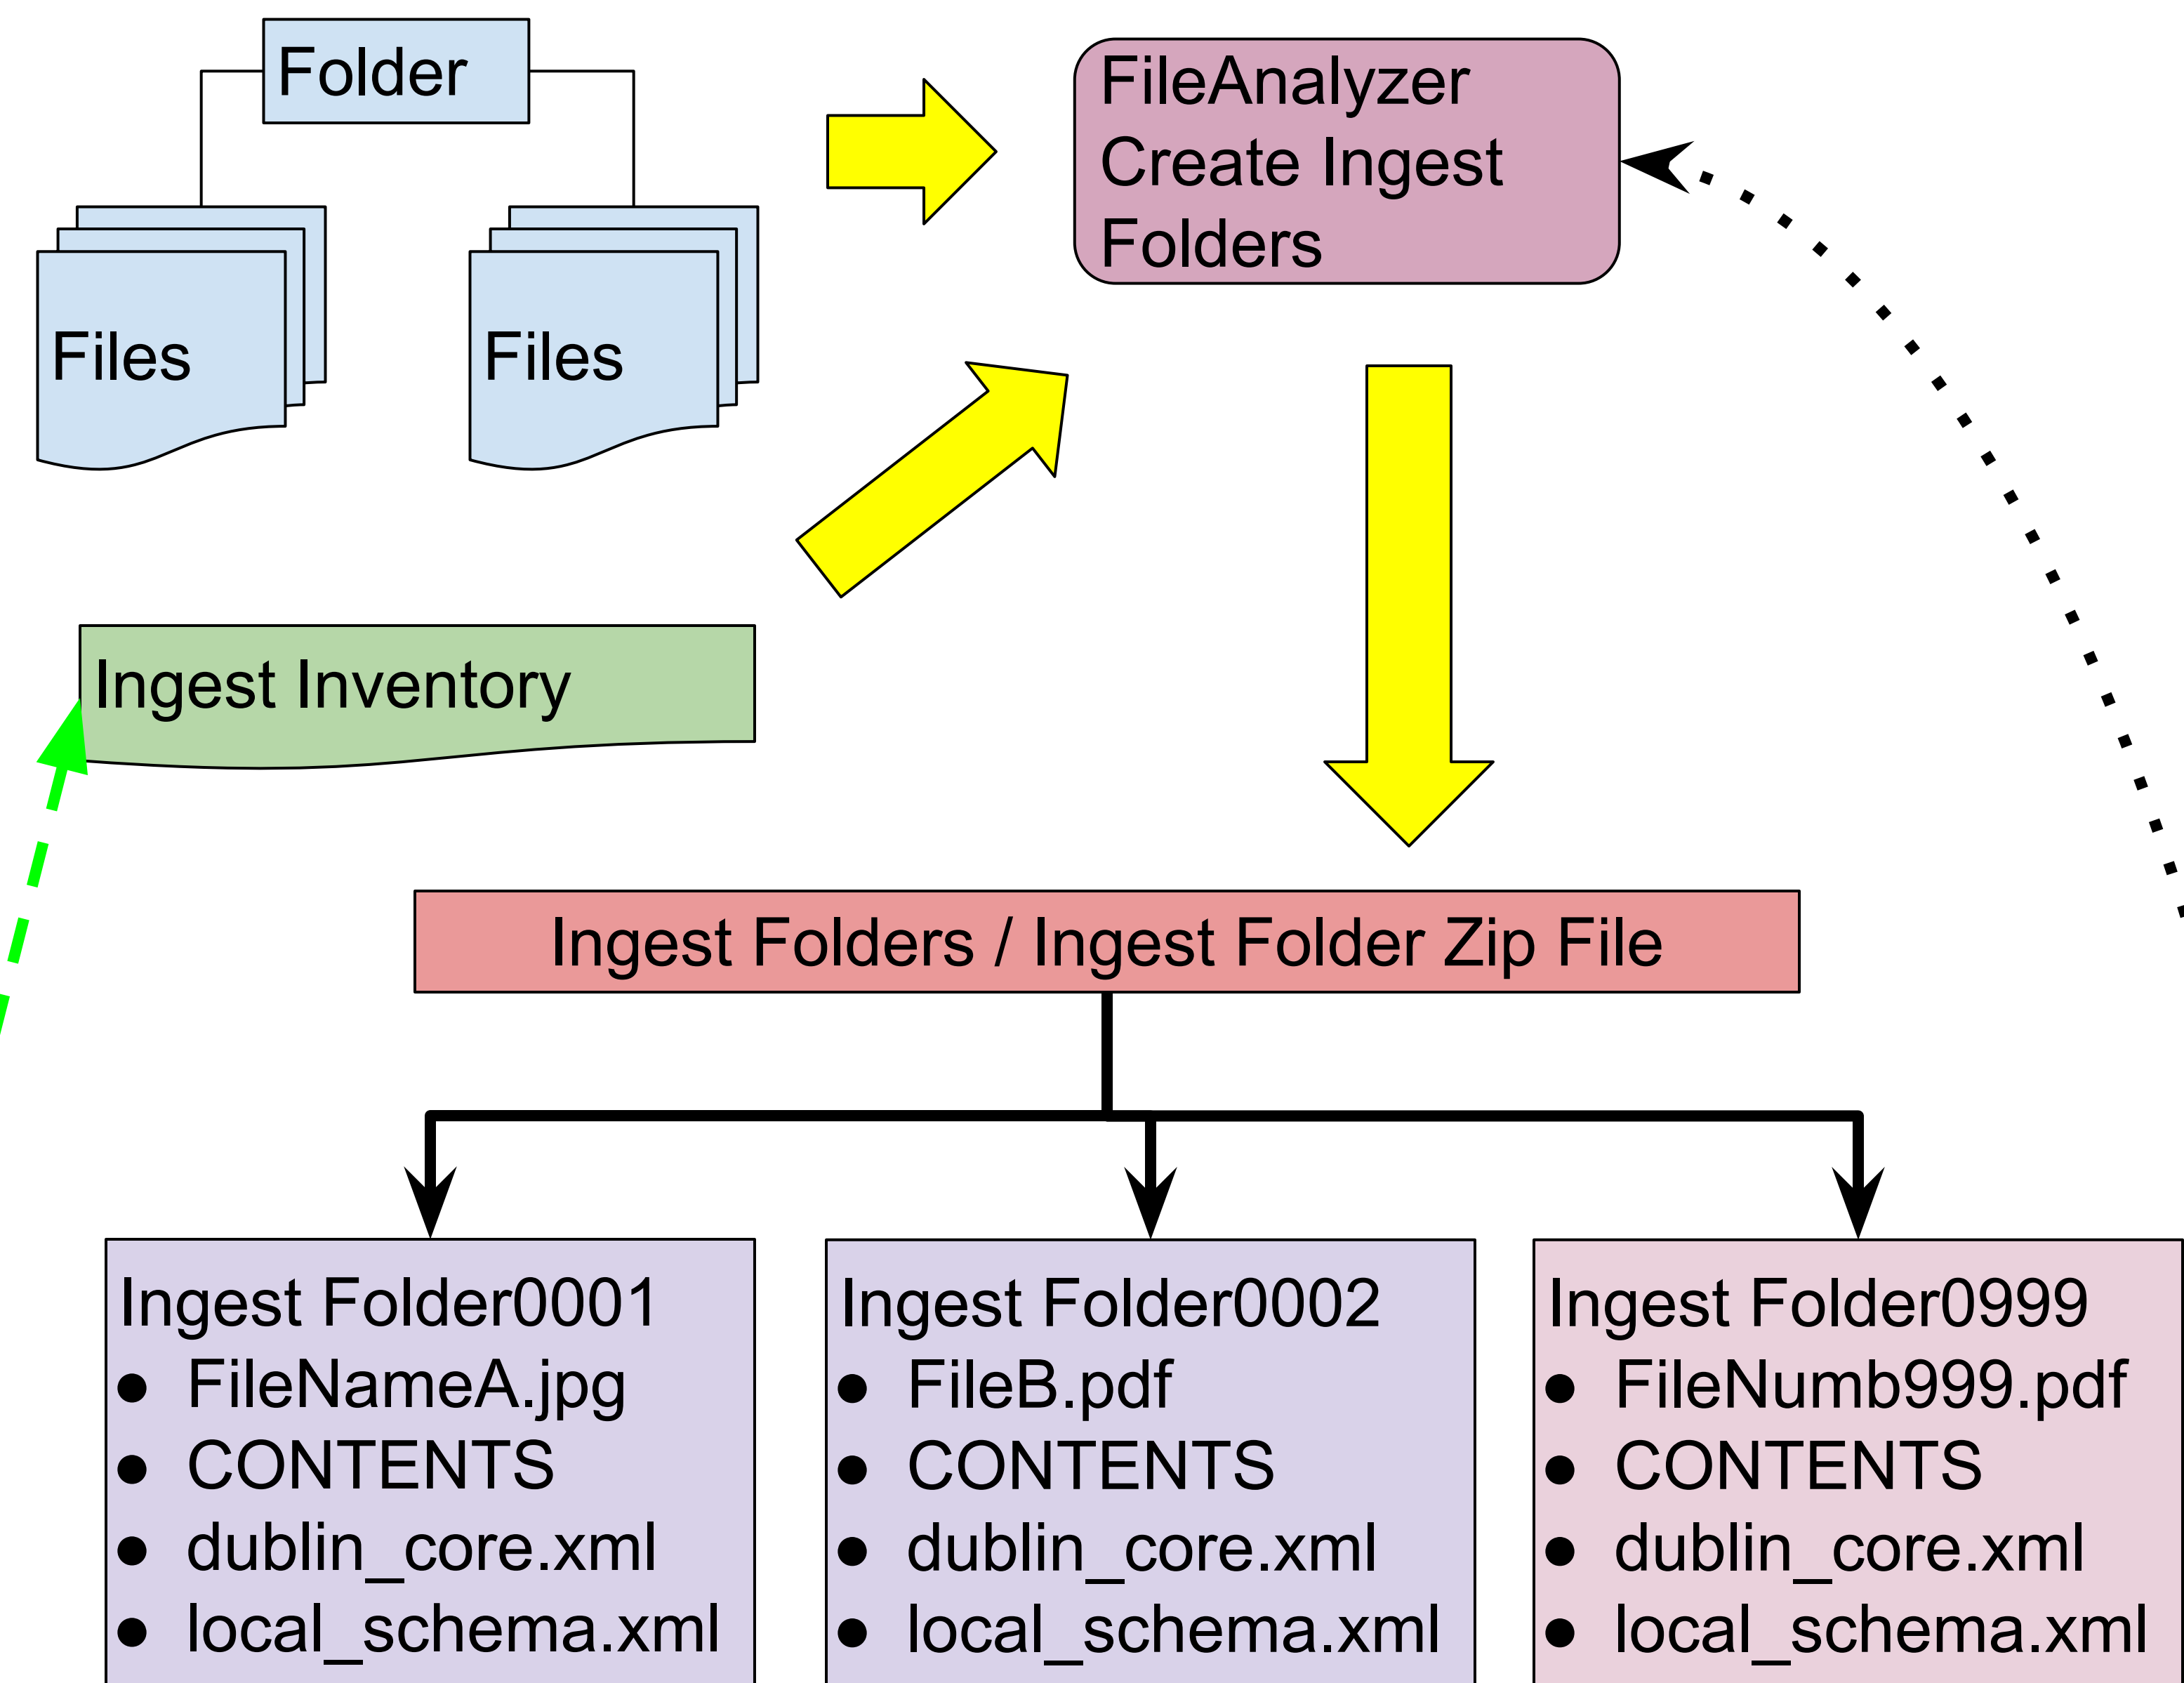 Folder
Files
Files
FileAnalyzer
Create Ingest
Folders
Ingest Inventory
Ingest Folders / Ingest Folder Zip File
Ingest Folder0001
● FileNameA.jpg
● CONTENTS
● dublin_core.xml
● local_schema.xml
Ingest Folder0002
● FileB.pdf
● CONTENTS
● dublin_core.xml
● local_schema.xml
Ingest Folder0999
● FileNumb999.pdf
● CONTENTS
● dublin_core.xml
● local_schema.xml